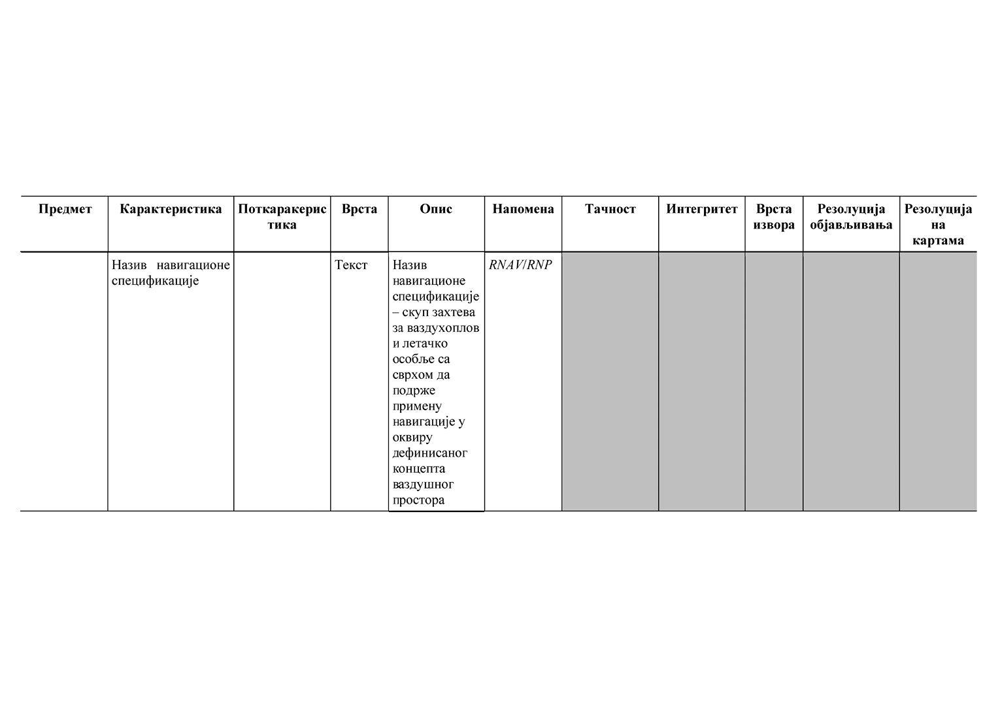 Предмет
Карактеристика
Поткаракерис
тика
Врста
Опис
Напомена
Тачност
Интегритет
Врста
извора
Резолуција
објављивања
Резолуција
на
картама
Назив навигационе
спецификације
Текст
Назив
навигационе
спецификације
– скуп захтева
за ваздухоплов
и летачко
особље са
сврхом да
подрже
примену
навигације у
оквиру
дефинисаног
концепта
ваздушног
простора
RNAV/RNP